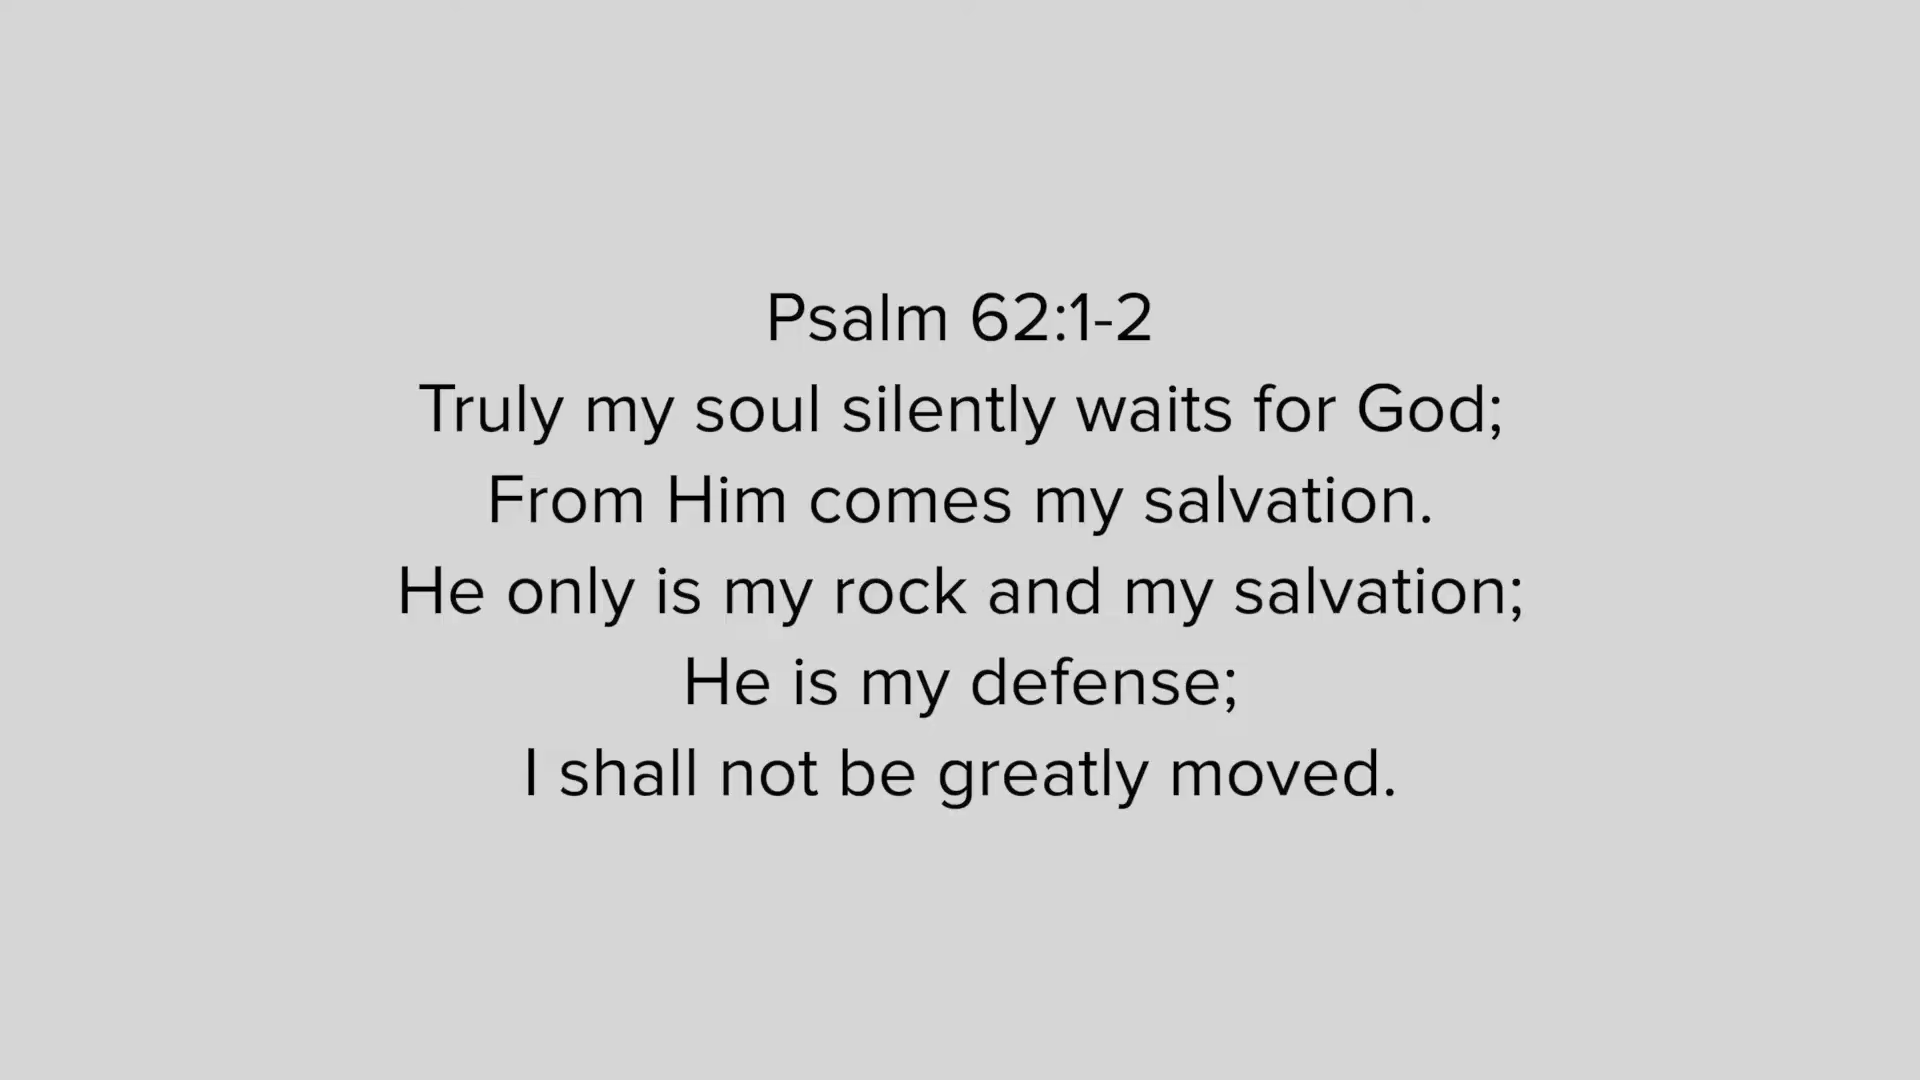 Psalm 62:1-2
Truly my soul silently waits for God;
From Him comes my salvation.
He only is my rock and my salvation;
He is my defense;
I shall not be greatly moved.